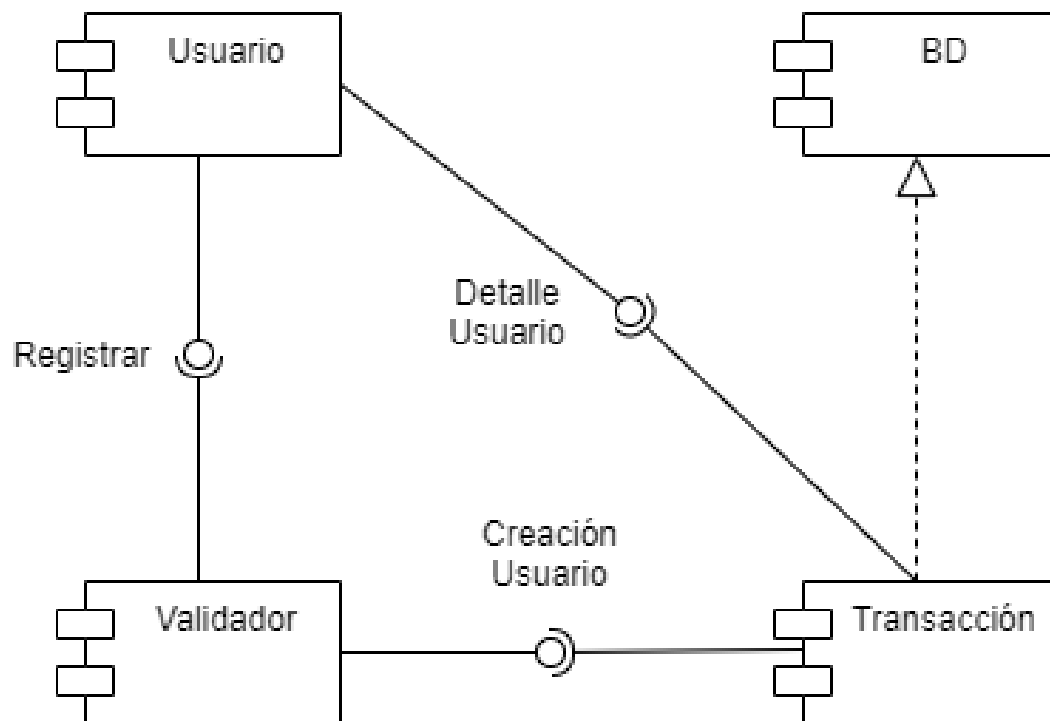 Usuario
BD
Detalle
Usuario
Registrar
Creación
Usuario
Validador
Transacción